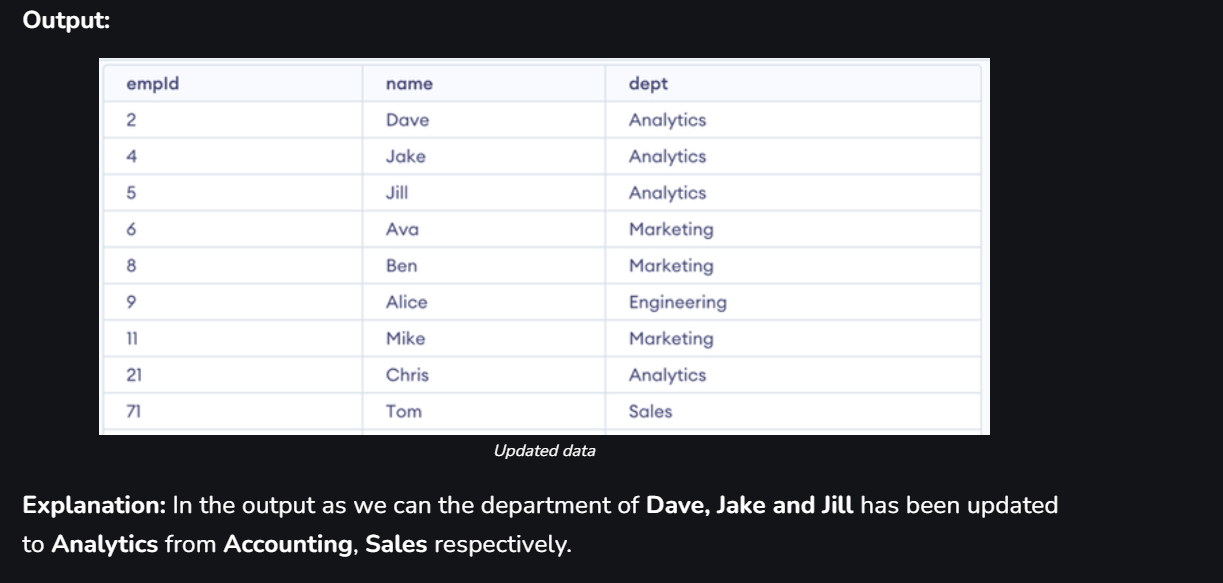 Output:
empId name dept
2 Dave Analytics
4 Jake Analytics
5 Jill Analytics
6 Ava Marketing
8 Ben Marketing
9 Alice Engineering
11 Mike Marketing
21 Chris Analytics
71 Tom Sales
Updated data
Explanation: In the output as we can the department of Dave, Jake and Jill has been updated
to Analytics from Accounting, Sales respectively.